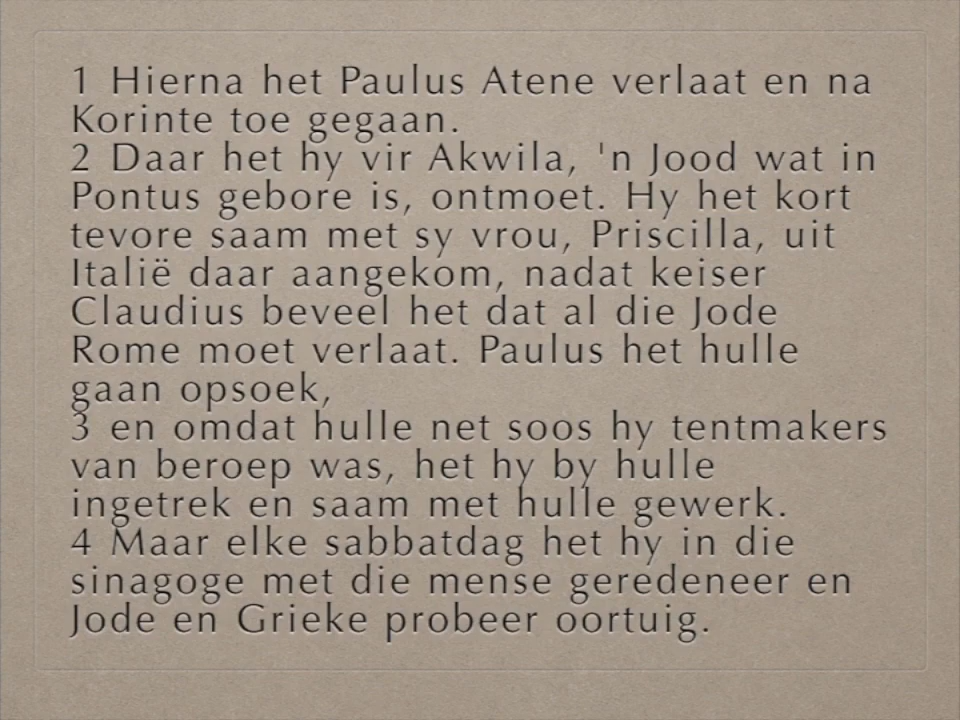 1 Hierna het Paulus Atene verlaat en na
Korinte toe gegaan.
2 Daar het hy vir Akwila, 'n Jood wat in
Pontus gebore is, ontmoet. Hy het kort
tevore saam met sy vrou, Priscilla, uit
Italië daar aangekom, nadat keiser
Claudius beveel het dat al die Jode
Rome moet verlaat. Paulus het hulle
gaan opsoek,
3 en omdat hulle net soos hy tentmakers
van beroep was, het hy by hulle
ingetrek en saam met hulle gewerk.
4 Maar elke sabbatdag het hy in die
sinagoge met die mense geredeneer en
Jode en Grieke probeer oortuig.